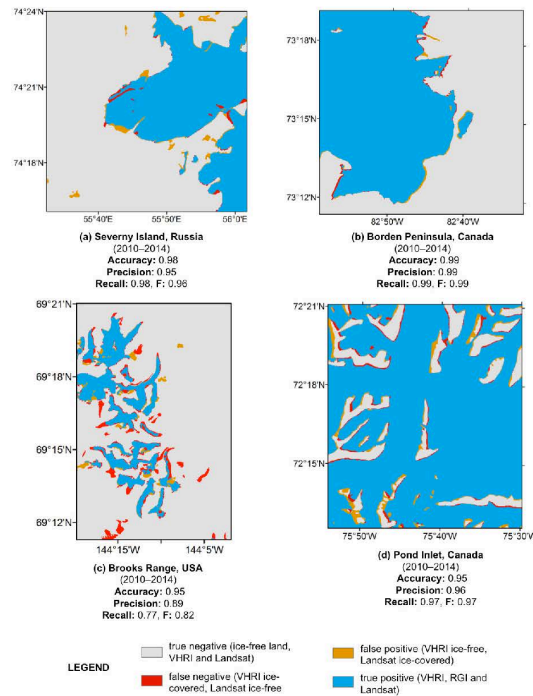 74°24'N
74°21'N
74°18'N
55°40'E
55°50'E
56°0'E
(a) Severny Island, Russia
(2010–2014)
Accuracy: 0.98
Precision: 0.95
Recall: 0.98, F: 0.96
73°18'N
73°15'N
73°12'N
82°50'W
82°40'W
(b) Borden Peninsula, Canada
(2010–2014)
Accuracy: 0.99
Precision: 0.99
Recall: 0.99, F: 0.99
69°21'N
69°18'N
69°15'N
69°12'N
144°15'W
144°5'W
(c) Brooks Range, USA
(2010–2014)
Accuracy: 0.95
Precision: 0.89
Recall: 0.77, F: 0.82
72°21'N
72°18'N
72°15'N
75°50'W
75°40'W
75°30'W
(d) Pond Inlet, Canada
(2010–2014)
Accuracy: 0.95
Precision: 0.96
Recall: 0.97, F: 0.97
LEGEND
true negative (ice-free land,
VHRI and Landsat)
false negative (VHRI ice-
covered, Landsat ice-free
false positive (VHRI ice-free,
Landsat ice-covered)
true positive (VHRI, RGI and
Landsat)